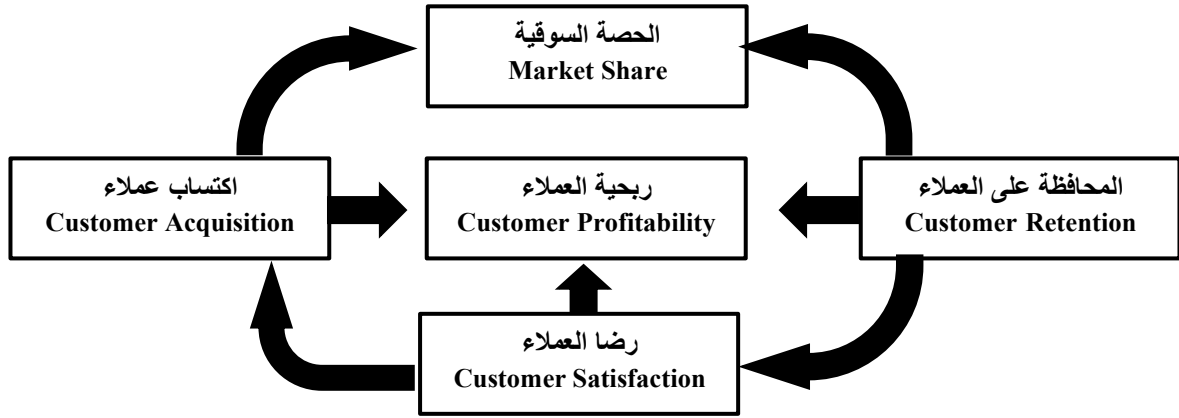 الحصة السوقية
Market Share
اكتساب عملاء
Customer Acquisition
ربحية العملاء
Customer Profitability
المحافظة على العملاء
Customer Retention
رضا العملاء
Customer Satisfaction